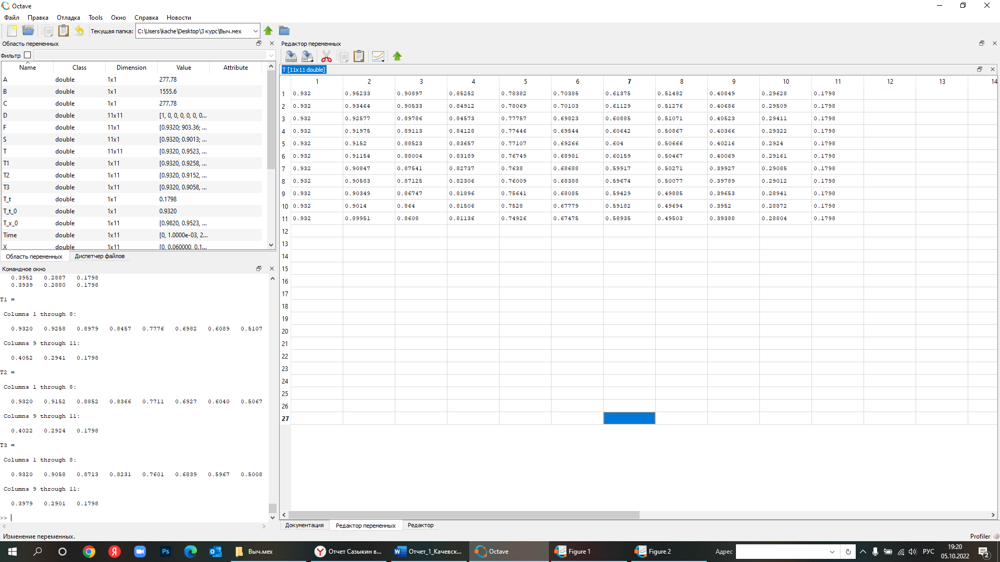 Octave
Файл Правка Отладка Tools Окно Справка Новости
Текущая папка: C:\Users\kache\Desktop\3 курс\Выч.мех
Область переменных
Фильтр
Name Class Dimension Value Attribute
A double 1x1 277.78
B double 1x1 1555.6
C double 1x1 277.78
D double 11x11 [1, 0, 0, 0, 0, 0, 0...
F double 11x1 [0.9320; 903.36; ...
S double 11x1 [0.9320; 0.9013; ...
T double 11x11 [0.9320, 0.9523, ...
T1 double 1x11 [0.9320, 0.9258, ...
T2 double 1x11 [0.9320, 0.9152, ...
T3 double 1x11 [0.9320, 0.9058, ...
T_t double 1x1 0.1798
T_t_0 double 1x1 0.9320
T_x_0 double 1x11 [0.9820, 0.9523, ...
Time double 1x11 [0, 1.0000e-03, 2...
X double 1x11 [0, 0.060000, 0.1...
Область переменных Диспетчер файлов
Командное окно
0.3952 0.2887 0.1798
0.3939 0.2880 0.1798
T1 =
Columns 1 through 8:
0.9320 0.9258 0.8979 0.8457 0.7776 0.6982 0.6089 0.5107
Columns 9 through 11:
0.4052 0.2941 0.1798
T2 =
Columns 1 through 8:
0.9320 0.9152 0.8852 0.8366 0.7711 0.6927 0.6040 0.5067
Columns 9 through 11:
0.4022 0.2924 0.1798
T3 =
Columns 1 through 8:
0.9320 0.9058 0.8713 0.8231 0.7601 0.6839 0.5967 0.5008
Columns 9 through 11:
0.3979 0.2901 0.1798
>>
Редактор переменных
T [11x11 double]
1 2 3 4 5 6 7 8 9 10 11 12 13 14
1 0.932 0.95233 0.90897 0.85252 0.78382 0.70385 0.61375 0.51482 0.40849 0.29628 0.1798
2 0.932 0.93464 0.90533 0.84912 0.78069 0.70103 0.61129 0.51276 0.40686 0.29509 0.1798
3 0.932 0.92577 0.89786 0.84573 0.77757 0.69823 0.60885 0.51071 0.40523 0.29411 0.1798
4 0.932 0.91975 0.89113 0.84128 0.77446 0.69544 0.60642 0.50867 0.40366 0.29322 0.1798
5 0.932 0.9152 0.88523 0.83657 0.77107 0.69266 0.604 0.50666 0.40216 0.2924 0.1798
6 0.932 0.91154 0.88004 0.83189 0.76749 0.68981 0.60159 0.50467 0.40069 0.29161 0.1798
7 0.932 0.90847 0.87541 0.82737 0.7638 0.68688 0.59917 0.50271 0.39927 0.29085 0.1798
8 0.932 0.90583 0.87125 0.82306 0.76009 0.68388 0.59674 0.50077 0.39789 0.29012 0.1798
9 0.932 0.90349 0.86747 0.81896 0.75641 0.68085 0.59429 0.49885 0.39653 0.28941 0.1798
10 0.932 0.9014 0.864 0.81506 0.7528 0.67779 0.59182 0.49694 0.3952 0.28872 0.1798
11 0.932 0.89951 0.8608 0.81136 0.74926 0.67475 0.58935 0.49503 0.39388 0.28804 0.1798
12
13
14
15
16
17
18
19
20
21
22
23
24
25
26
27
Документация Редактор переменных Редактор
Изменение переменных.
Profiler
Ps Выч.мех Отчет Сазыкин в... Отчет_1_Качевск... Octave Figure 1 Figure 2 Адрес РУС 19:20
05.10.2022 2